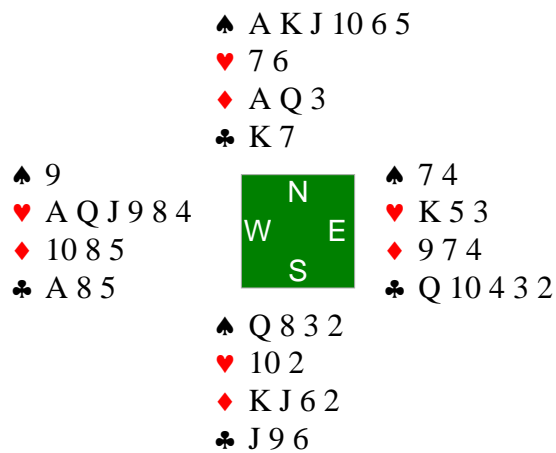 ♠ A K J 10 6 5
♥ 7 6
♦ A Q 3
♣ K 7
♠ 9
♥ A Q J 9 8 4
♦ 10 8 5
♣ A 8 5
N
W E
S
♠ 7 4
♥ K 5 3
♦ 9 7 4
♣ Q 10 4 3 2
♠ Q 8 3 2
♥ 10 2
♦ K J 6 2
♣ J 9 6